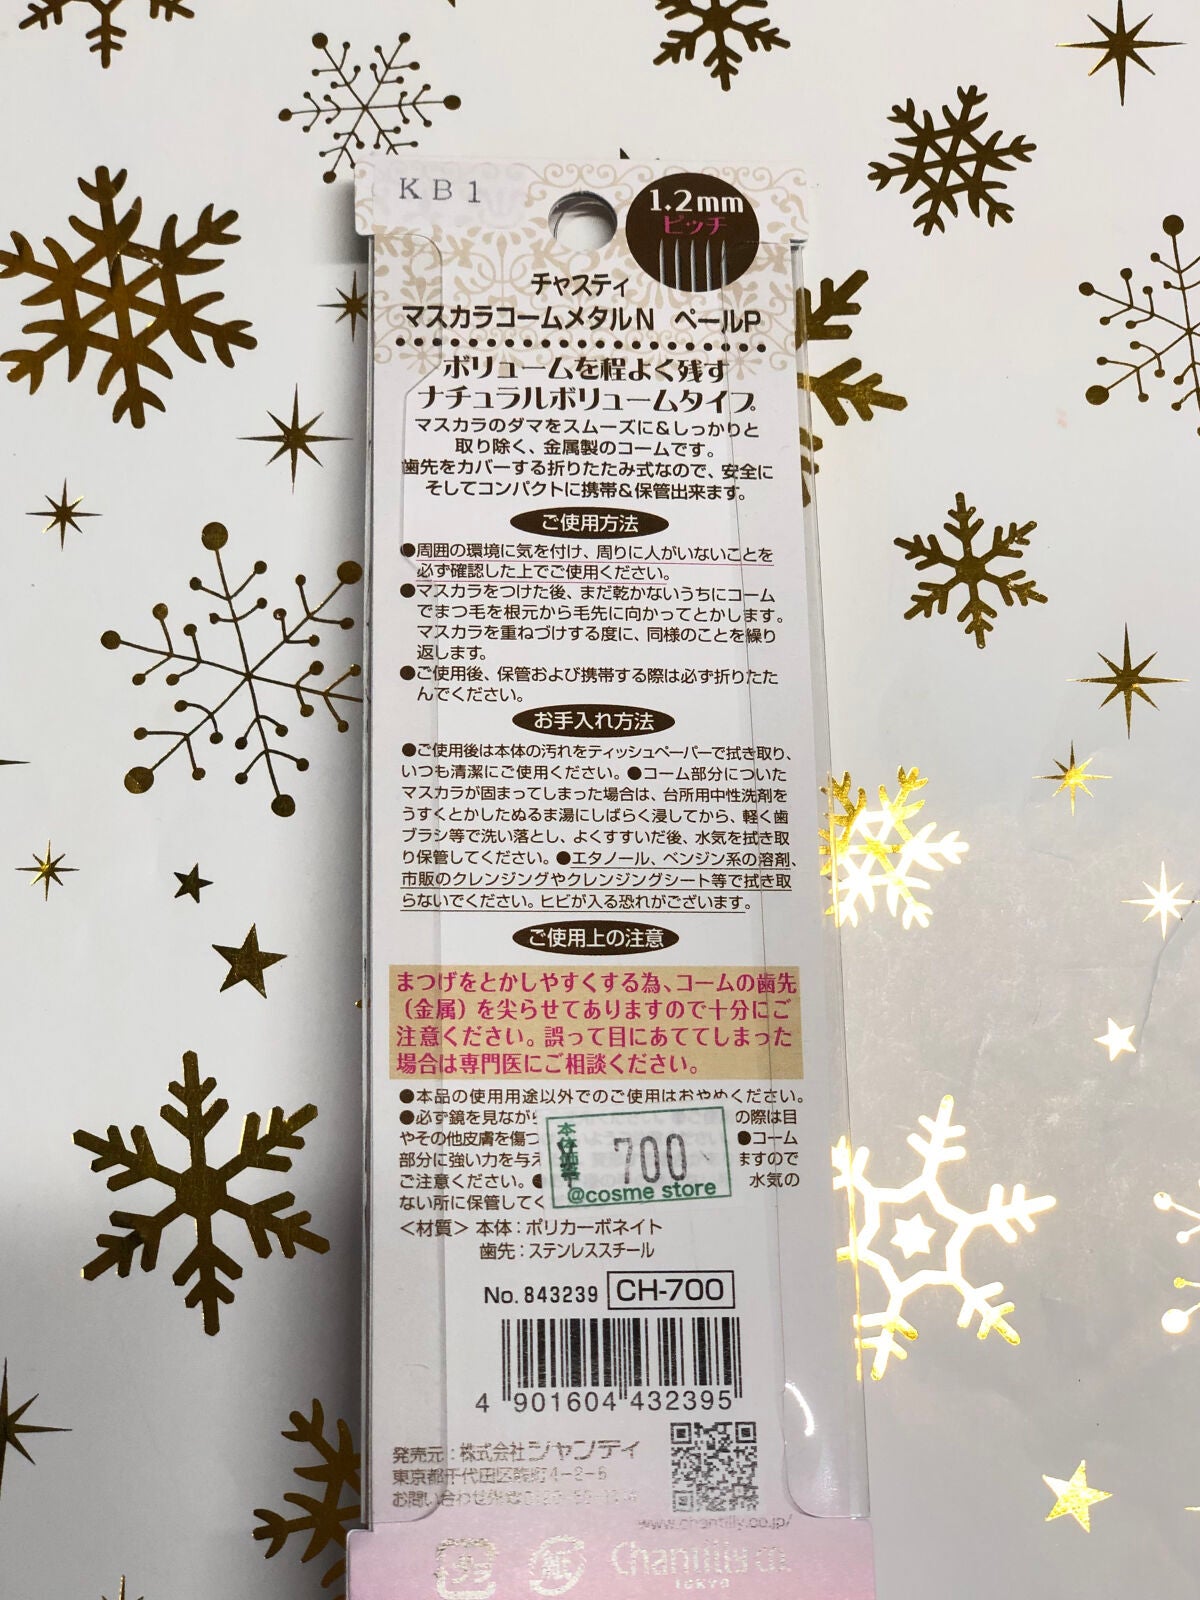 KB1
1.2mm
ピッチ
チャスティ
マスカラコームメタルN ペールP
ボリュームを程よく残す
ナチュラルボリュームタイプ
マスカラのダマをスムーズに&しっかりと
取り除く、金属製のコームです。
歯先をカバーする折りたたみ式なので、安全に
そしてコンパクトに携帯&保管出来ます。
ご使用方法
●周囲の環境に気を付け、周りに人がいないことを
必ず確認した上でご使用ください。
●マスカラをつけた後、まだ乾かないうちにコーム
でまつ毛を根元から毛先に向かってとかします。
マスカラを重ねづけする度に、同様のことを繰り
返します。
●ご使用後、保管および携帯する際は必ず折りたた
んでください。
お手入れ方法
●ご使用後は本体の汚れをティッシュペーパーで拭き取り、
いつも清潔にご使用ください。●コーム部分についた
マスカラが固まってしまった場合は、台所用中性洗剤を
うすくとかしたぬるま湯にしばらく浸してから、軽く歯
ブラシ等で洗い落とし、よくすすいだ後、水気を拭き取
り保管してください。●エタノール、ベンジン系の溶剤、
市販のクレンジングやクレンジングシート等で拭き取
らないでください。ヒビが入る恐れがございます。
ご使用上の注意
まつげをとかしやすくする為、コームの歯先
(金属)を尖らせてありますので十分にご
注意ください。誤って目にあててしまった
場合は専門医にご相談ください。
●本品の使用用途以外でのご使用はおやめください。
●必ず鏡を見なが の際は目
やその他皮膚を傷つ ●コーム
部分に強い力を与え ますので
ご注意ください。● 水気の
ない所に保管してく
本体価格 700
@cosme store
<材質> 本体:ポリカーボネイト
歯先:ステンレススチール
No. 843239 CH-700
4 901604 432395
発売元:株式会社シャンティ
東京都千代田区麹町4-2-6
お問い合わせ
www.chantilly.co.jp/
紙
Chantilly co.
TOKYO